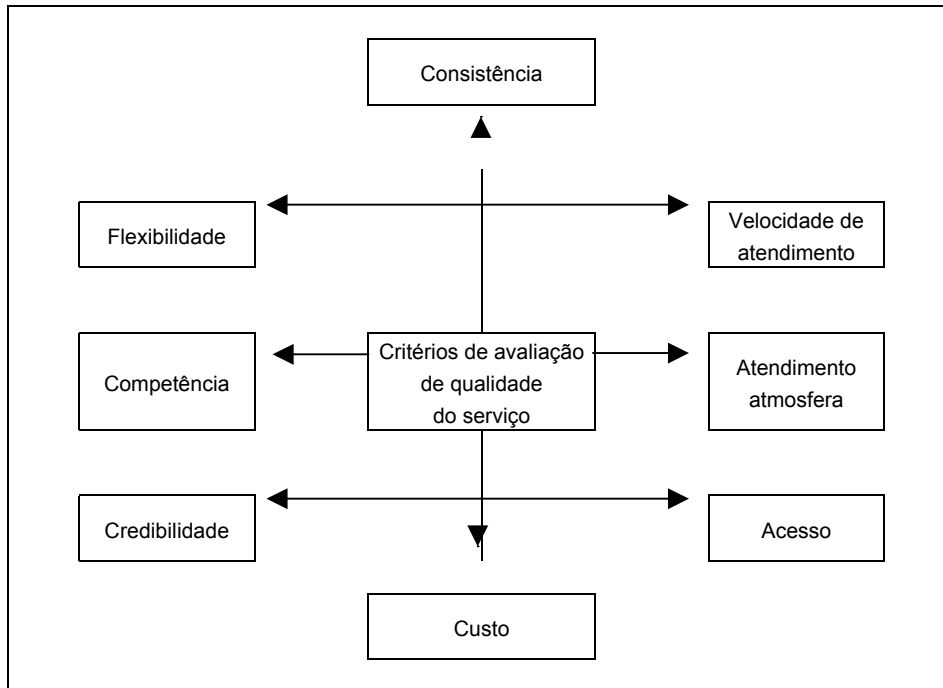 Consistência
Flexibilidade
Velocidade de
atendimento
Competência
Critérios de avaliação
de qualidade
do serviço
Atendimento
atmosfera
Credibilidade
Acesso
Custo